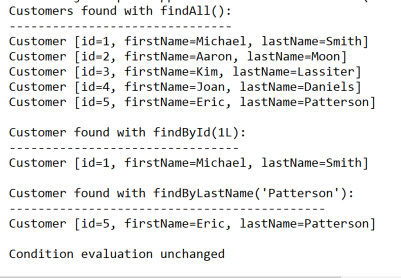 Customers found with findAll():
-------------------------------
Customer [id=1, firstName=Michael, lastName=Smith]
Customer [id=2, firstName=Aaron, lastName=Moon]
Customer [id=3, firstName=Kim, lastName=Lassiter]
Customer [id=4, firstName=Joan, lastName=Daniels]
Customer [id=5, firstName=Eric, lastName=Patterson]
Customer found with findById(1L):
--------------------------------
Customer [id=1, firstName=Michael, lastName=Smith]
Customer found with findByLastName('Patterson'):
--------------------------------------------
Customer [id=5, firstName=Eric, lastName=Patterson]
Condition evaluation unchanged